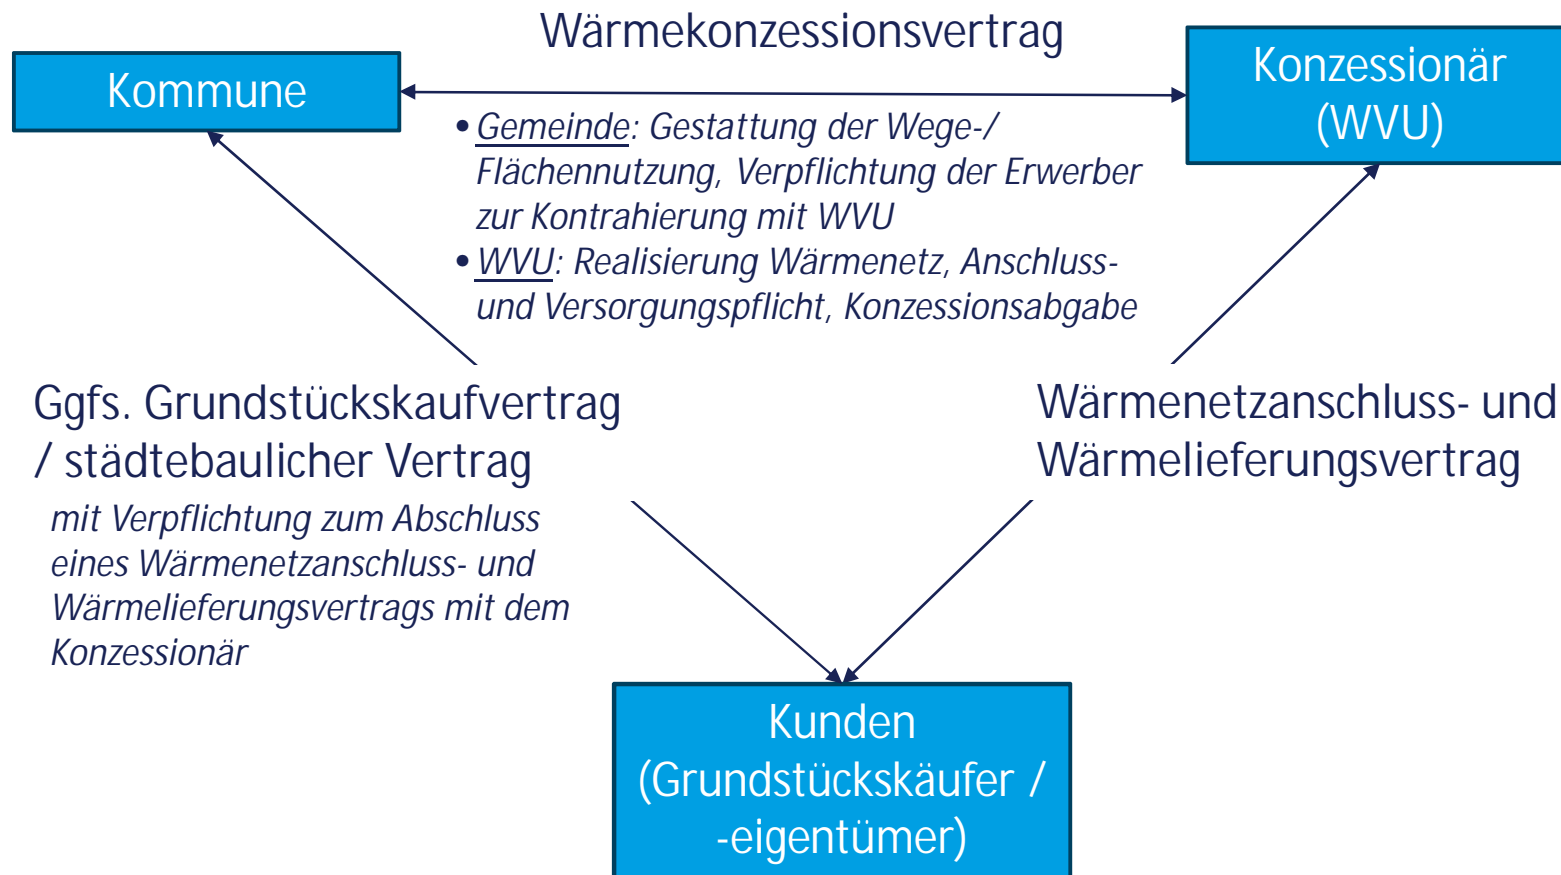 Wärmekonzessionsvertrag
Kommune
Konzessionär
(WVU)
• Gemeinde: Gestattung der Wege-/
Flächennutzung, Verpflichtung der Erwerber
zur Kontrahierung mit WVU
• WVU: Realisierung Wärmenetz, Anschluss-
und Versorgungspflicht, Konzessionsabgabe
Ggfs. Grundstückskaufvertrag
/ städtebaulicher Vertrag
mit Verpflichtung zum Abschluss
eines Wärmenetzanschluss- und
Wärmelieferungsvertrags mit dem
Konzessionär
Wärmenetzanschluss- und
Wärmelieferungsvertrag
Kunden
(Grundstückskäufer /
-eigentümer)